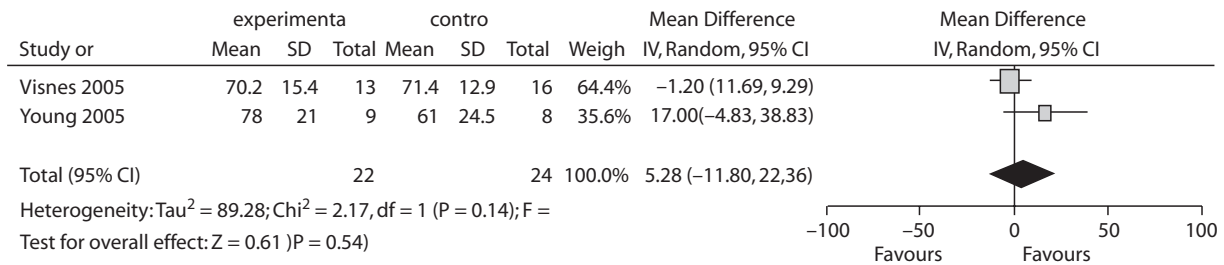 experimenta contro Mean Difference Mean Difference
Study or Mean SD Total Mean SD Total Weigh IV, Random, 95% CI IV, Random, 95% CI
Visnes 2005 70.2 15.4 13 71.4 12.9 16 64.4% –1.20 (11.69, 9.29)
Young 2005 78 21 9 61 24.5 8 35.6% 17.00(–4.83, 38.83)
Total (95% CI) 22 24 100.0% 5.28 (–11.80, 22,36)
Heterogeneity: Tau² = 89.28; Chi² = 2.17, df = 1 (P = 0.14); F =
Test for overall effect: Z = 0.61 )P = 0.54)
–100 –50 0 50 100
Favours Favours